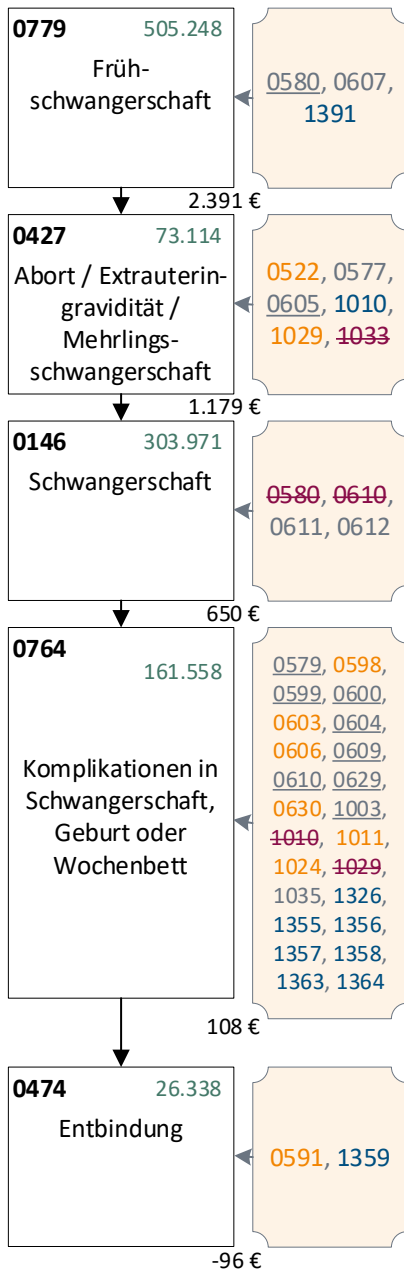 0779 505.248
Früh-
schwangerschaft
0580, 0607,
1391
2.391 €
0427 73.114
Abort / Extrauterin-
gravidität /
Mehrlings-
schwangerschaft
0522, 0577,
0605, 1010,
1029, 1033
1.179 €
0146 303.971
Schwangerschaft
0580, 0610,
0611, 0612
650 €
0764
161.558
Komplikationen in
Schwangerschaft,
Geburt oder
Wochenbett
0579, 0598,
0599, 0600,
0603, 0604,
0606, 0609,
0610, 0629,
0630, 1003,
1010, 1011,
1024, 1029,
1035, 1326,
1355, 1356,
1357, 1358,
1363, 1364
108 €
0474 26.338
Entbindung
0591, 1359
-96 €